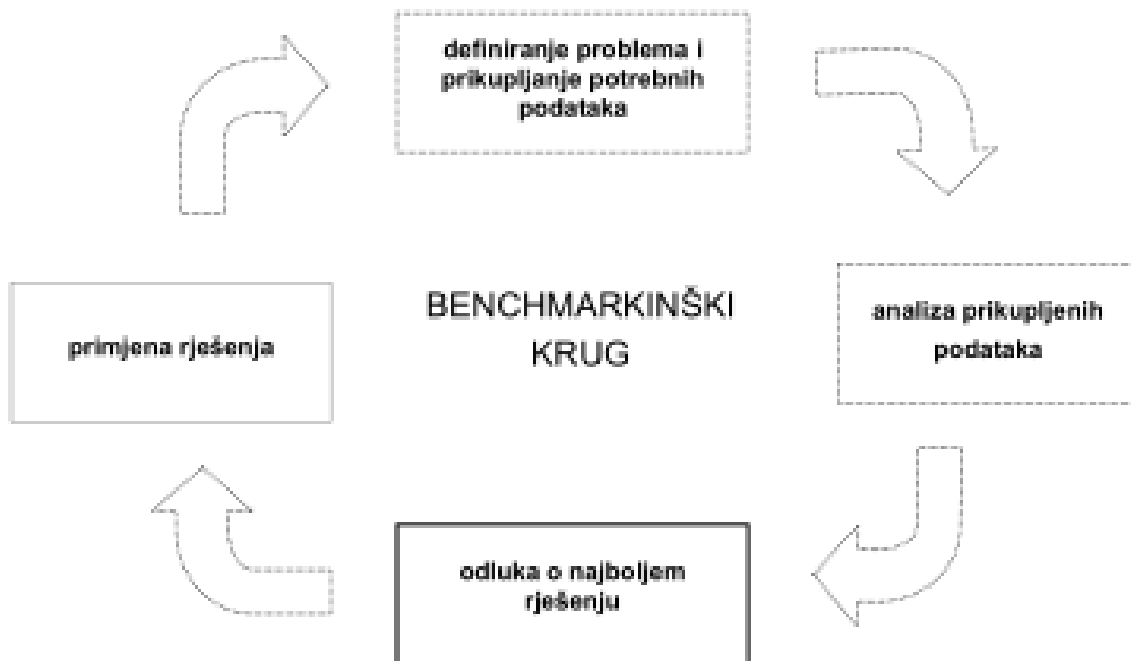 definiranje problema i
prikupljanje potrebnih
podataka
BENCHMARKINŠKI
KRUG
analiza prikupljenih
podataka
primjena rješenja
odluka o najboljem
rješenju